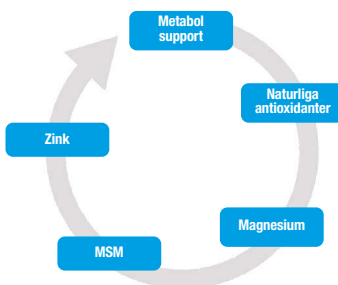 Metabol
support
Naturliga
antioxidanter
Magnesium
MSM
Zink